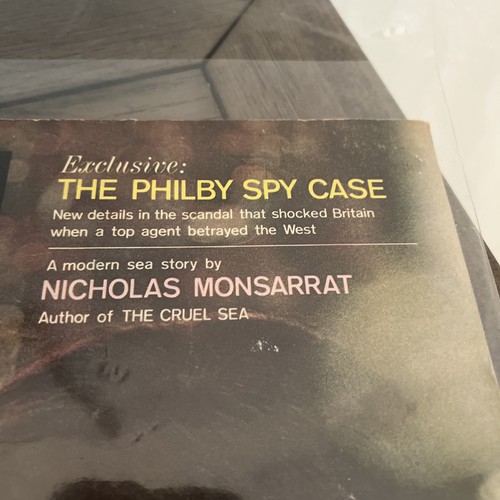 Exclusive:
THE PHILBY SPY CASE
New details in the scandal that shocked Britain
when a top agent betrayed the West
A modern sea story by
NICHOLAS MONSARRAT
Author of THE CRUEL SEA